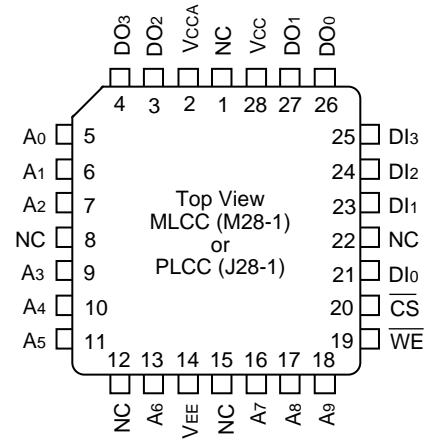 DO3 DO2 VCCA NC VCC DO1 DO0
4 3 2 1 28 27 26
A0 5 25 DI3
A1 6 24 DI2
A2 7 23 DI1
NC 8 22 NC
A3 9 21 DI0
A4 10 20 CS
A5 11 19 WE
Top View
MLCC (M28-1)
or
PLCC (J28-1)
12 13 14 15 16 17 18
NC A6 VEE NC A7 A8 A9